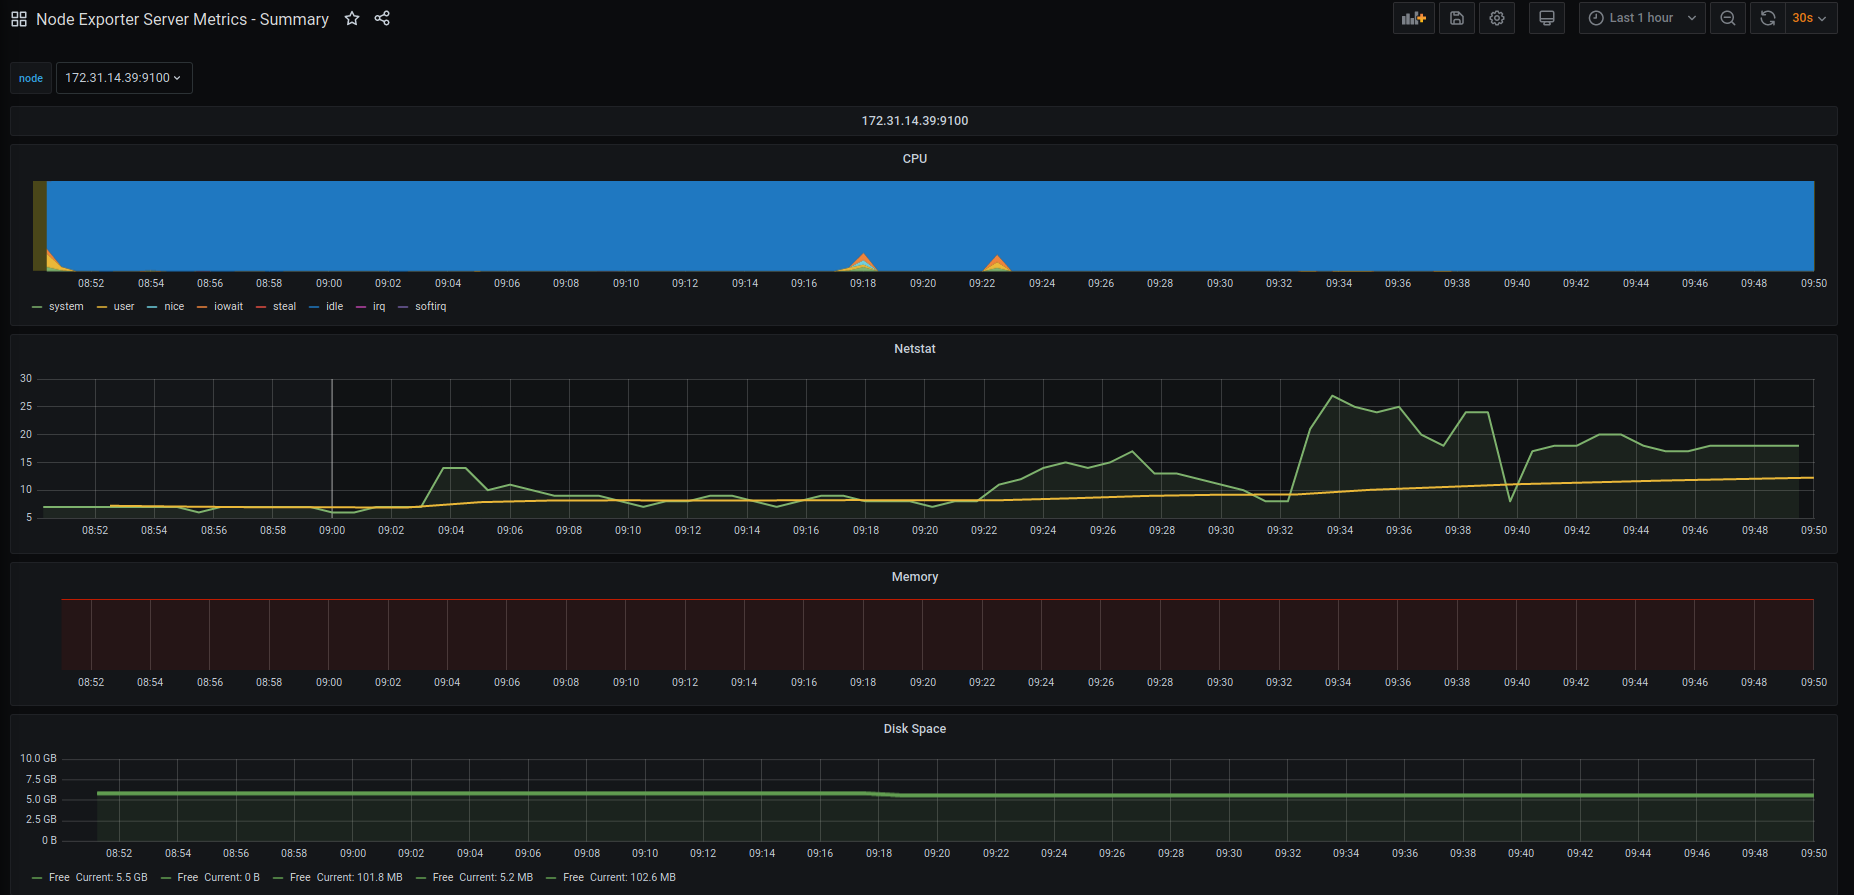 Node Exporter Server Metrics - Summary
Last 1 hour 30s
node 172.31.14.39:9100
172.31.14.39:9100
CPU
08:52 08:54 08:56 08:58 09:00 09:02 09:04 09:06 09:08 09:10 09:12 09:14 09:16 09:18 09:20 09:22 09:24 09:26 09:28 09:30 09:32 09:34 09:36 09:38 09:40 09:42 09:44 09:46 09:48 09:50
system user nice iowait steal idle irq softirq
Netstat
30
25
20
15
10
5
08:52 08:54 08:56 08:58 09:00 09:02 09:04 09:06 09:08 09:10 09:12 09:14 09:16 09:18 09:20 09:22 09:24 09:26 09:28 09:30 09:32 09:34 09:36 09:38 09:40 09:42 09:44 09:46 09:48 09:50
Memory
08:52 08:54 08:56 08:58 09:00 09:02 09:04 09:06 09:08 09:10 09:12 09:14 09:16 09:18 09:20 09:22 09:24 09:26 09:28 09:30 09:32 09:34 09:36 09:38 09:40 09:42 09:44 09:46 09:48 09:50
Disk Space
10.0 GB
7.5 GB
5.0 GB
2.5 GB
0 B
08:52 08:54 08:56 08:58 09:00 09:02 09:04 09:06 09:08 09:10 09:12 09:14 09:16 09:18 09:20 09:22 09:24 09:26 09:28 09:30 09:32 09:34 09:36 09:38 09:40 09:42 09:44 09:46 09:48 09:50
Free Current: 5.5 GB Free Current: 0 B Free Current: 101.8 MB Free Current: 5.2 MB Free Current: 102.6 MB